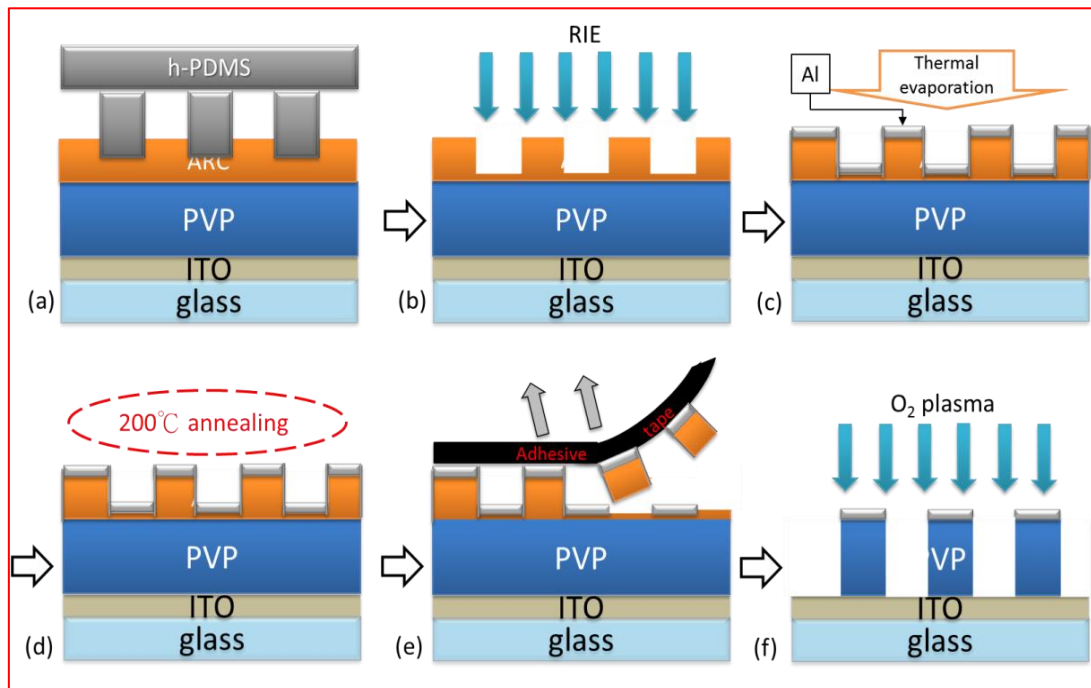 h-PDMS
ARC
PVP
ITO
glass
(a)
RIE
PVP
ITO
glass
(b)
Al
Thermal
evaporation
PVP
ITO
glass
(c)
200℃ annealing
PVP
ITO
glass
(d)
Adhesive
tape
PVP
ITO
glass
(e)
O₂ plasma
PVP
ITO
glass
(f)